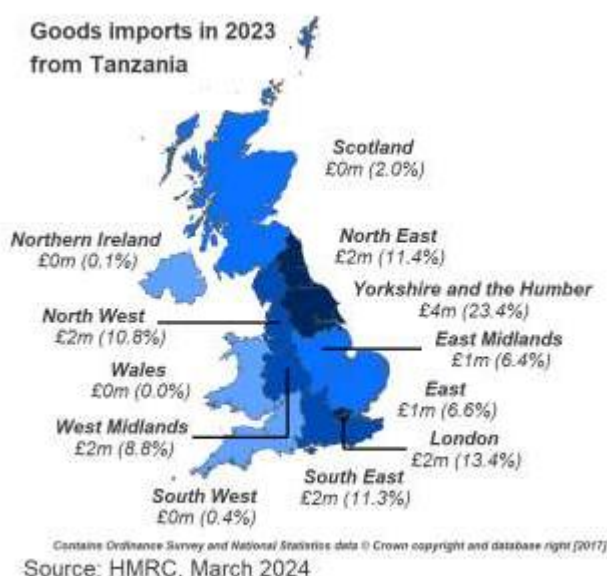 Goods imports in 2023
from Tanzania
Scotland
£0m (2.0%)
Northern Ireland
£0m (0.1%)
North East
£2m (11.4%)
Yorkshire and the Humber
£4m (23.4%)
North West
£2m (10.8%)
East Midlands
£1m (6.4%)
Wales
£0m (0.0%)
East
£1m (6.6%)
West Midlands
£2m (8.8%)
London
£2m (13.4%)
South East
£2m (11.3%)
South West
£0m (0.4%)
Contains Ordinance Survey and National Statistics data © Crown copyright and database right [2017]
Source: HMRC, March 2024